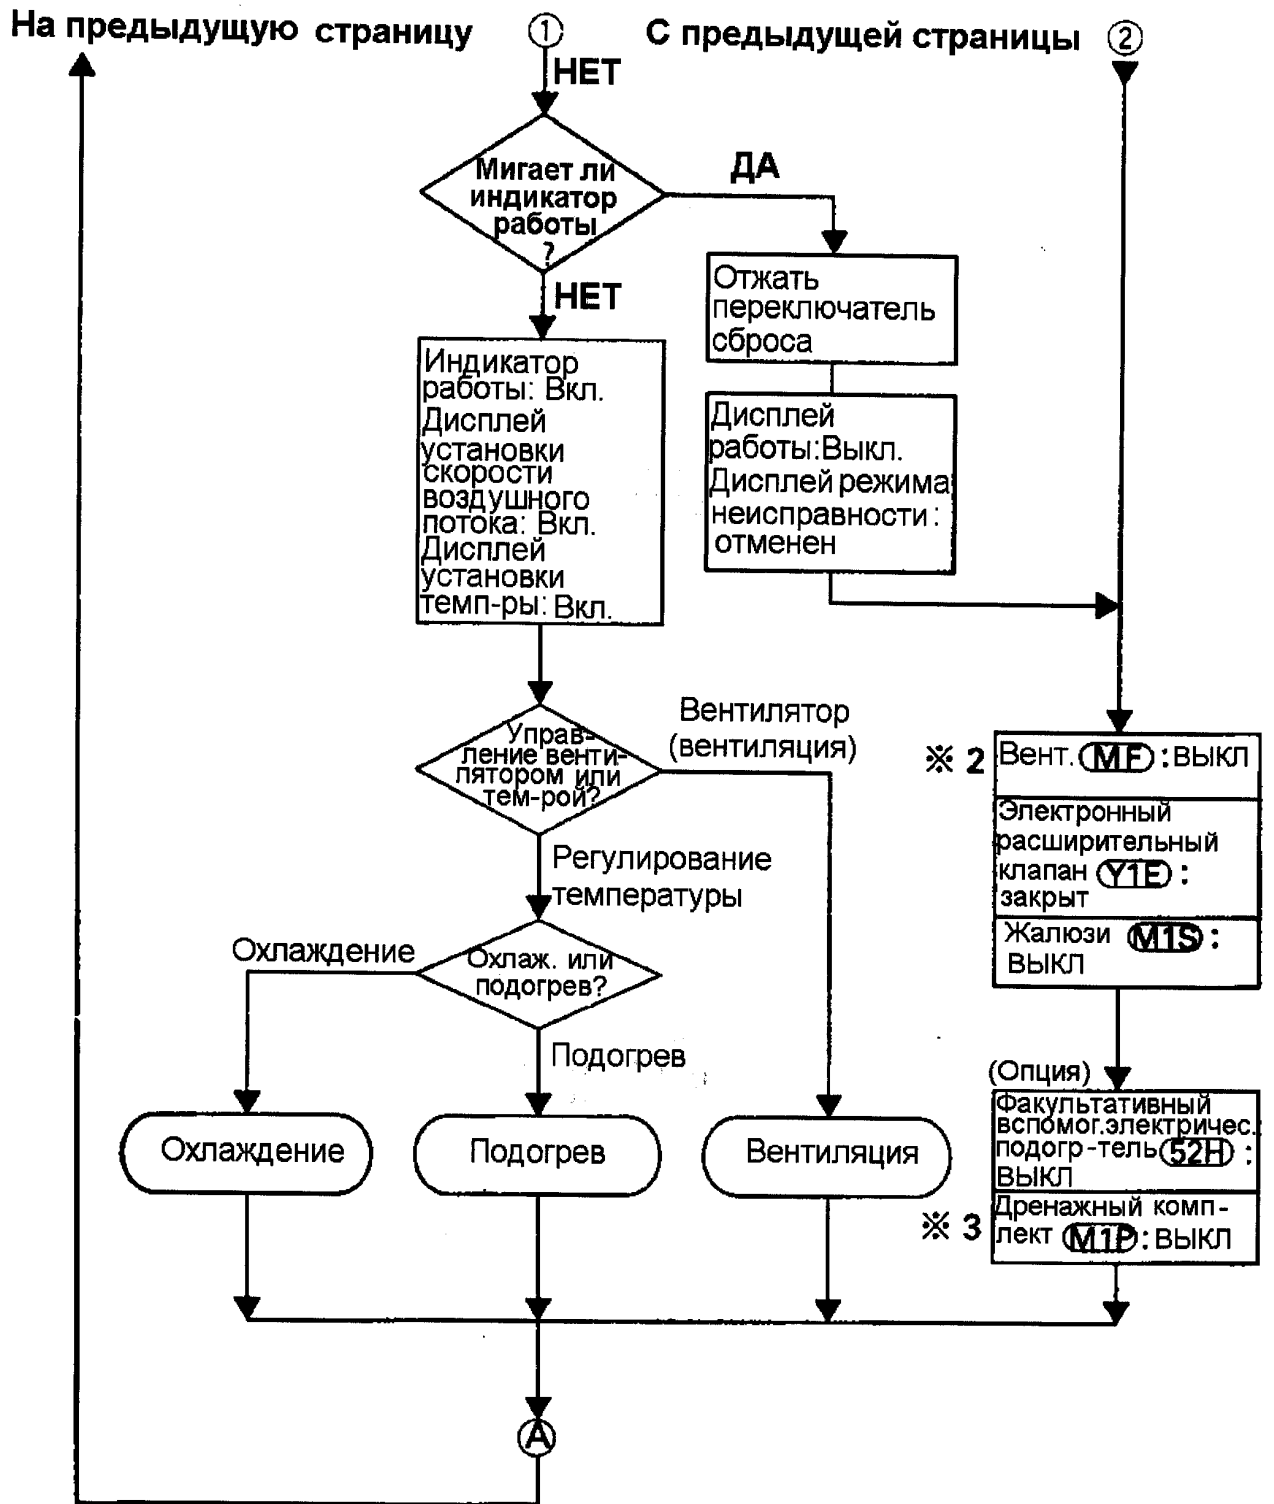 На предыдущую страницу
①
С предыдущей страницы
②
НЕТ
Мигает ли
индикатор
работы
?
ДА
НЕТ
Отжать
переключатель
сброса
Индикатор
работы: Вкл.
Дисплей
установки
скорости
воздушного
потока: Вкл.
Дисплей
установки
темп-ры: Вкл.
Дисплей
работы:Выкл.
Дисплей режима
неисправности:
отменен
Управ-
ление венти-
лятором или
тем-рой?
Вентилятор
(вентиляция)
※ 2
Вент. MF : ВЫКЛ
Электронный
расширительный
клапан Y1E :
закрыт
Жалюзи M1S :
ВЫКЛ
Регулирование
температуры
Охлаждение
Охлаж. или
подогрев?
Подогрев
(Опция)
Факультативный
вспомог.электричес.
подогр-тель 52H :
ВЫКЛ
※ 3
Дренажный комп-
лект M1P : ВЫКЛ
Охлаждение
Подогрев
Вентиляция
A